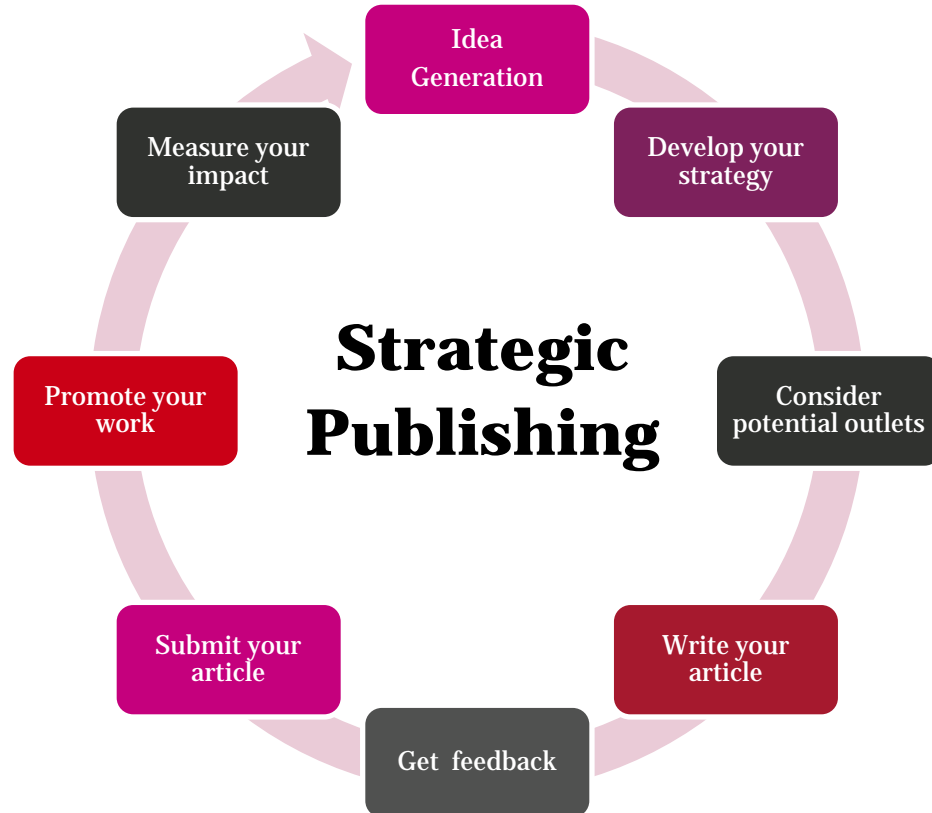 Idea
Generation
Develop your
strategy
Consider
potential outlets
Write your
article
Get  feedback
Submit your
article
Promote your
work
Measure your
impact
Strategic
Publishing